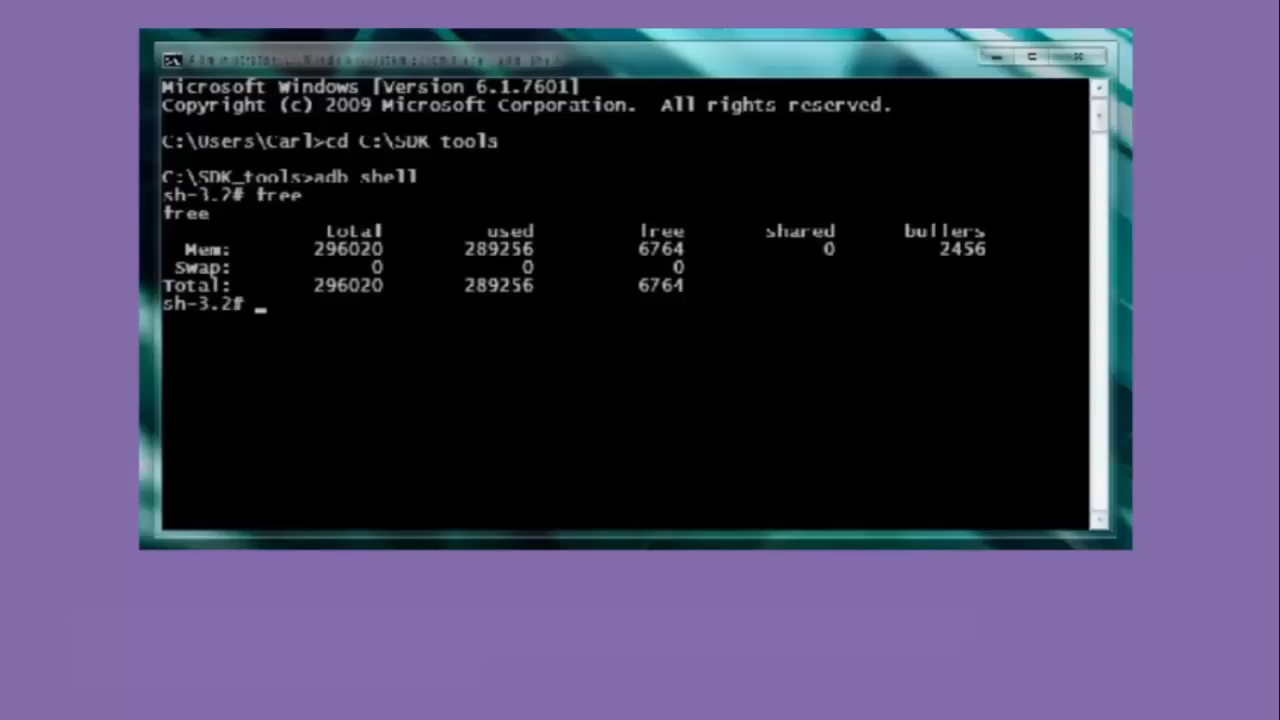 Microsoft Windows [Version 6.1.7601]
Copyright (c) 2009 Microsoft Corporation. All rights reserved.
C:\Users\Carl>cd C:\SDK_tools
C:\SDK_tools>adb shell
sh-3.2# free
free
total used free shared buffers
Mem: 296020 289256 6764 0 2456
Swap: 0 0 0
Total: 296020 289256 6764
sh-3.2#